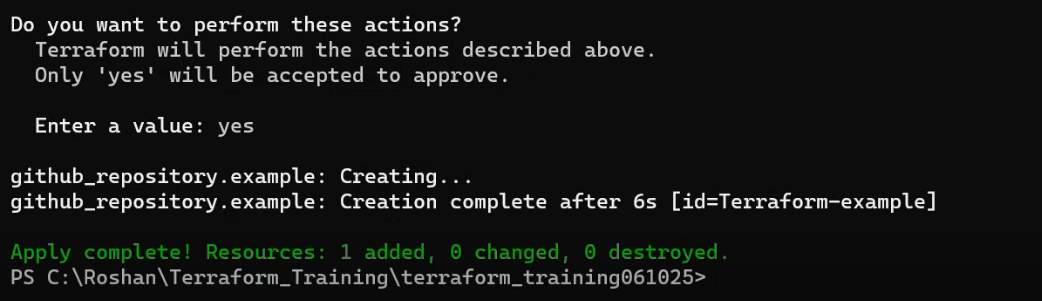 Do you want to perform these actions?
Terraform will perform the actions described above.
Only 'yes' will be accepted to approve.
Enter a value: yes
github_repository.example: Creating...
github_repository.example: Creation complete after 6s [id=Terraform-example]
Apply complete! Resources: 1 added, 0 changed, 0 destroyed.
PS C:\Roshan\Terraform_Training\terraform_training061025>